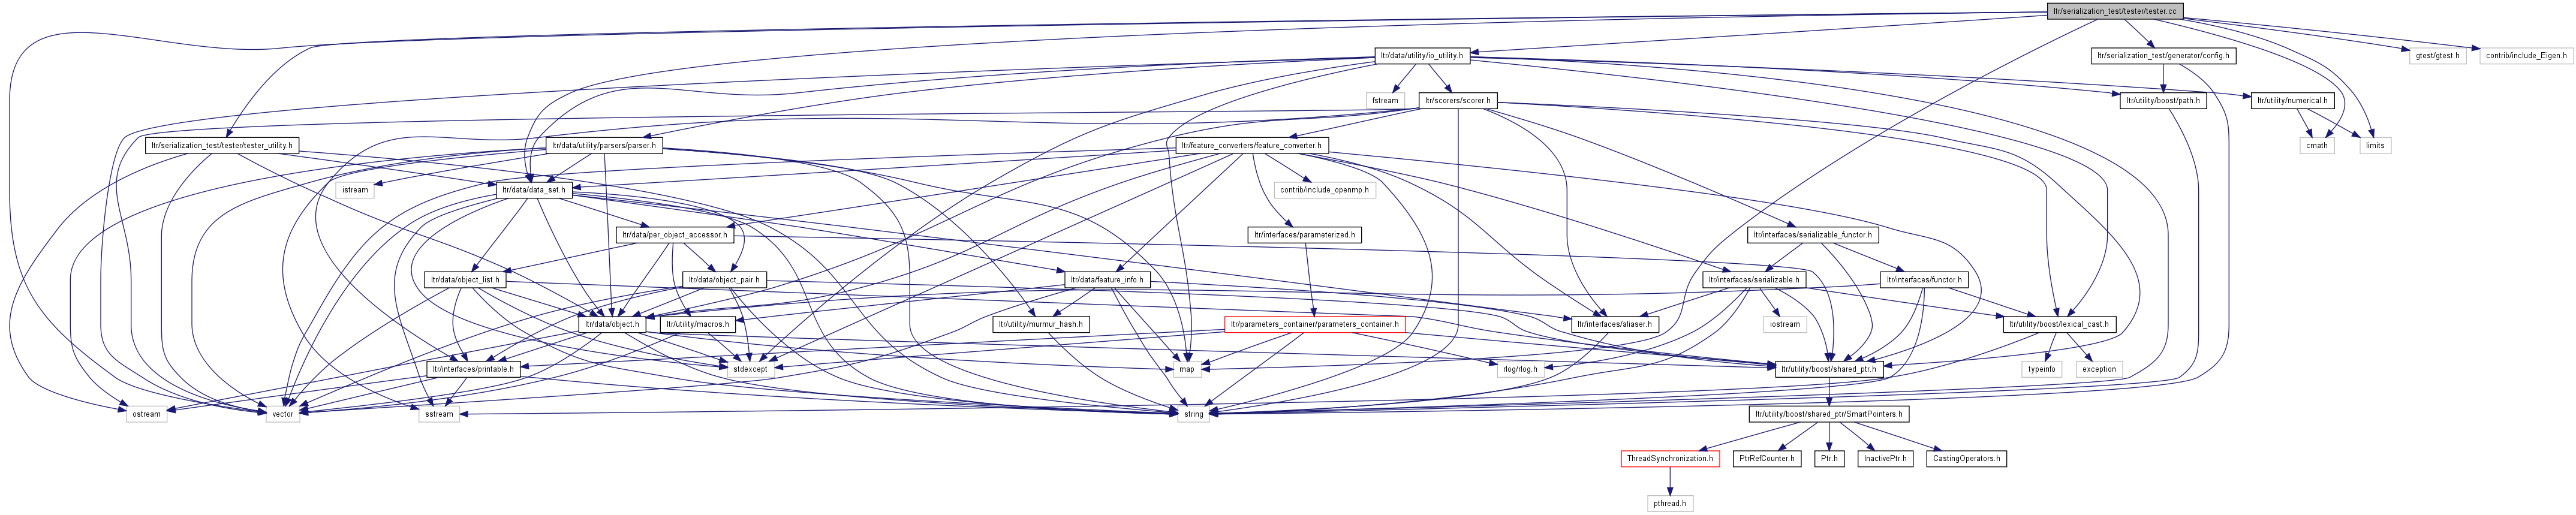 ltr/serialization_test/tester/tester.cc
ltr/data/utility/io_utility.h
ltr/serialization_test/generator/config.h
gtest/gtest.h
contrib/include_Eigen.h
fstream
ltr/scorers/scorer.h
ltr/utility/boost/path.h
ltr/utility/numerical.h
ltr/serialization_test/tester/tester_utility.h
ltr/data/utility/parsers/parser.h
ltr/feature_converters/feature_converter.h
cmath
limits
istream
ltr/data/data_set.h
contrib/include_openmp.h
ltr/data/per_object_accessor.h
ltr/interfaces/parameterized.h
ltr/interfaces/serializable_functor.h
ltr/data/object_list.h
ltr/data/object_pair.h
ltr/data/feature_info.h
ltr/interfaces/serializable.h
ltr/interfaces/functor.h
ltr/data/object.h
ltr/utility/macros.h
ltr/utility/murmur_hash.h
ltr/parameters_container/parameters_container.h
ltr/interfaces/aliaser.h
iostream
ltr/utility/boost/lexical_cast.h
ltr/interfaces/printable.h
stdexcept
map
rlog/rlog.h
ltr/utility/boost/shared_ptr.h
typeinfo
exception
ostream
vector
sstream
string
ltr/utility/boost/shared_ptr/SmartPointers.h
ThreadSynchronization.h
PtrRefCounter.h
Ptr.h
InactivePtr.h
CastingOperators.h
pthread.h